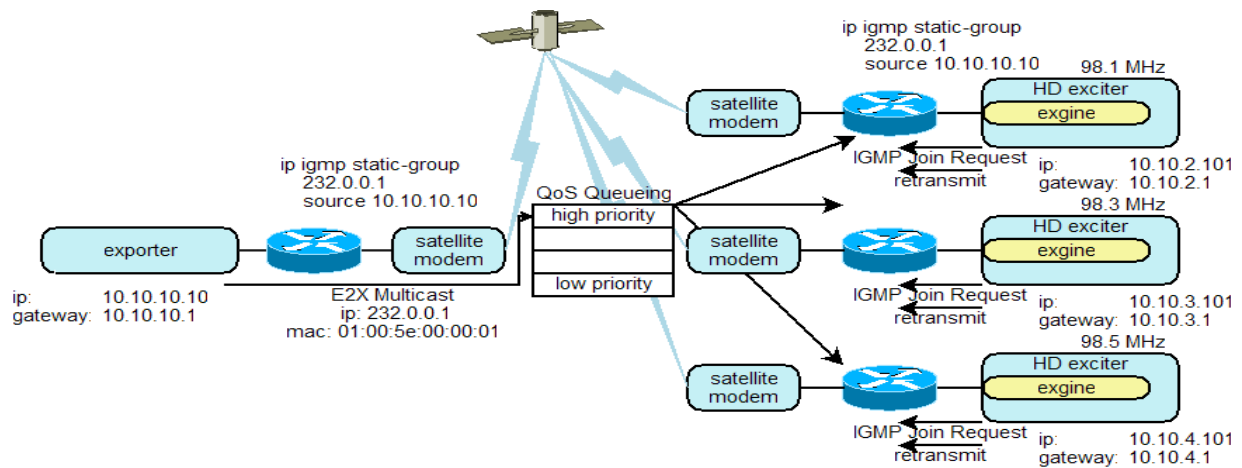 ip igmp static-group
232.0.0.1
source 10.10.10.10
98.1 MHz
HD exciter
exgine
satellite
modem
IGMP Join Request
retransmit
ip: 10.10.2.101
gateway: 10.10.2.1
ip igmp static-group
232.0.0.1
source 10.10.10.10
QoS Queueing
high priority
low priority
98.3 MHz
HD exciter
exgine
exporter
satellite
modem
satellite
modem
ip: 10.10.10.10
gateway: 10.10.10.1
E2X Multicast
ip: 232.0.0.1
mac: 01:00:5e:00:00:01
IGMP Join Request
retransmit
ip: 10.10.3.101
gateway: 10.10.3.1
98.5 MHz
HD exciter
exgine
satellite
modem
IGMP Join Request
retransmit
ip: 10.10.4.101
gateway: 10.10.4.1